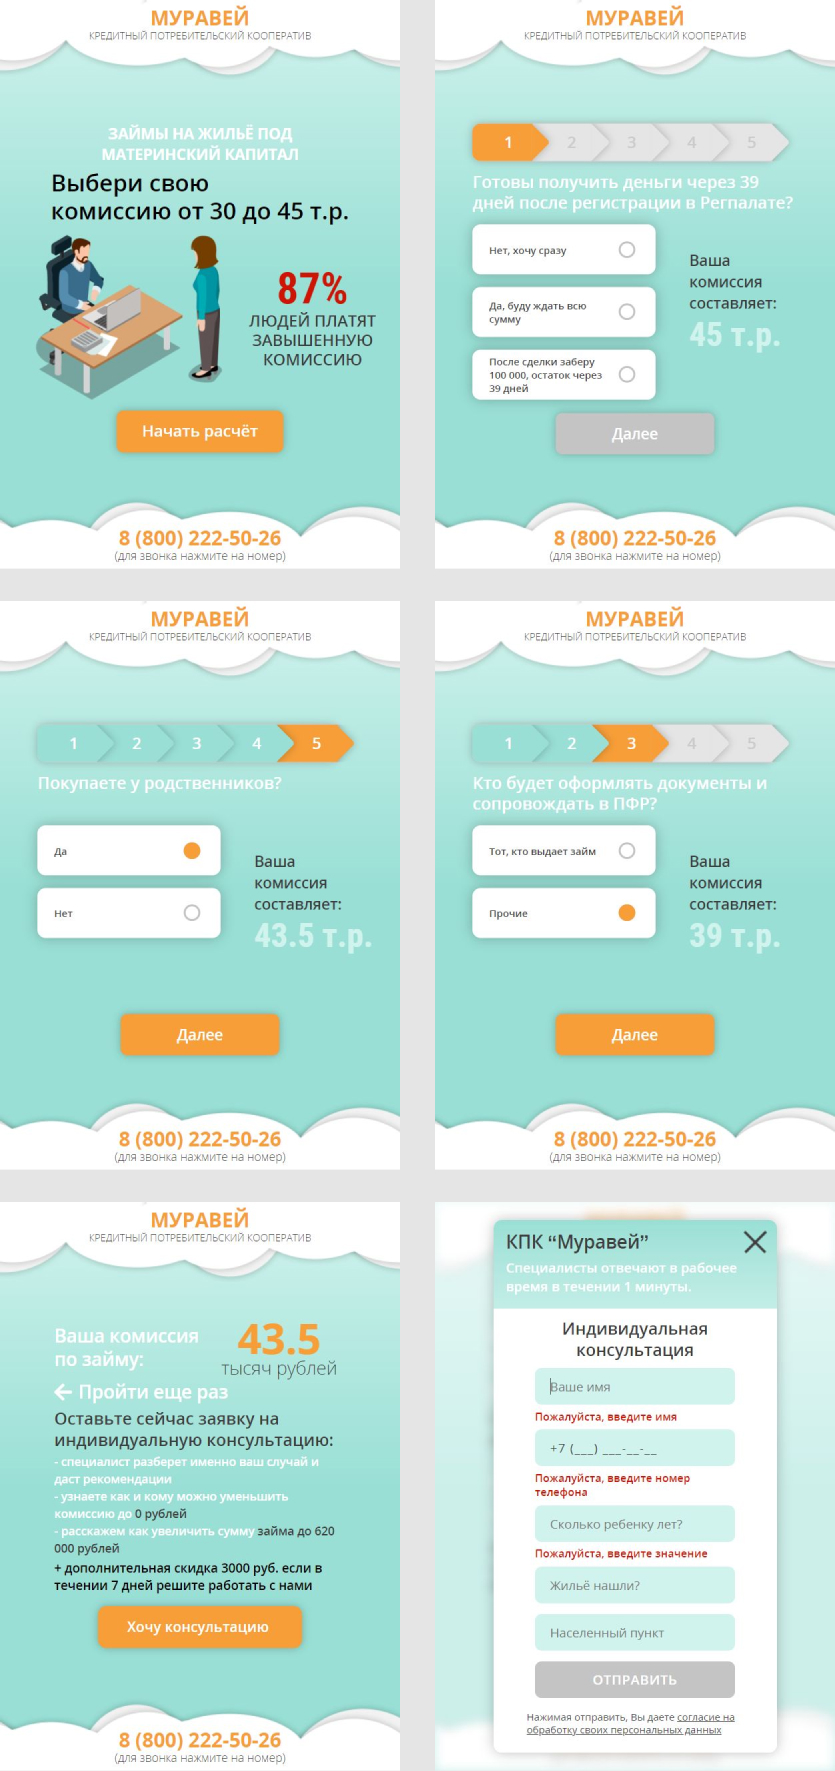 МУРАВЕЙ
КРЕДИТНЫЙ ПОТРЕБИТЕЛЬСКИЙ КООПЕРАТИВ
ЗАЙМЫ НА ЖИЛЬЁ ПОД
МАТЕРИНСКИЙ КАПИТАЛ
Выбери свою
комиссию от 30 до 45 т.р.
87%
ЛЮДЕЙ ПЛАТЯТ
ЗАВЫШЕННУЮ
КОМИССИЮ
Начать расчёт
8 (800) 222-50-26
(для звонка нажмите на номер)
МУРАВЕЙ
КРЕДИТНЫЙ ПОТРЕБИТЕЛЬСКИЙ КООПЕРАТИВ
1 2 3 4 5
Готовы получить деньги через 39
дней после регистрации в Регпалате?
Нет, хочу сразу
Да, буду ждать всю
сумму
После сделки заберу
100 000, остаток через
39 дней
Ваша
комиссия
составляет:
45 т.р.
Далее
8 (800) 222-50-26
(для звонка нажмите на номер)
МУРАВЕЙ
КРЕДИТНЫЙ ПОТРЕБИТЕЛЬСКИЙ КООПЕРАТИВ
1 2 3 4 5
Покупаете у родственников?
Да
Нет
Ваша
комиссия
составляет:
43.5 т.р.
Далее
8 (800) 222-50-26
(для звонка нажмите на номер)
МУРАВЕЙ
КРЕДИТНЫЙ ПОТРЕБИТЕЛЬСКИЙ КООПЕРАТИВ
1 2 3 4 5
Кто будет оформлять документы и
сопровождать в ПФР?
Тот, кто выдает займ
Прочие
Ваша
комиссия
составляет:
39 т.р.
Далее
8 (800) 222-50-26
(для звонка нажмите на номер)
МУРАВЕЙ
КРЕДИТНЫЙ ПОТРЕБИТЕЛЬСКИЙ КООПЕРАТИВ
Ваша комиссия
по займу:
43.5
тысяч рублей
Пройти еще раз
Оставьте сейчас заявку на
индивидуальную консультацию:
- специалист разберет именно ваш случай и
даст рекомендации
- узнаете как и кому можно уменьшить
комиссию до 0 рублей
- расскажем как увеличить сумму займа до 620
000 рублей
+ дополнительная скидка 3000 руб. если в
течении 7 дней решите работать с нами
Хочу консультацию
8 (800) 222-50-26
(для звонка нажмите на номер)
КПК “Муравей”
Специалисты отвечают в рабочее
время в течении 1 минуты.
Индивидуальная
консультация
Ваше имя
Пожалуйста, введите имя
+7 (___) ___-__-__
Пожалуйста, введите номер
телефона
Сколько ребенку лет?
Пожалуйста, введите значение
Жильё нашли?
Населенный пункт
ОТПРАВИТЬ
Нажимая отправить, Вы даете согласие на
обработку своих персональных данных